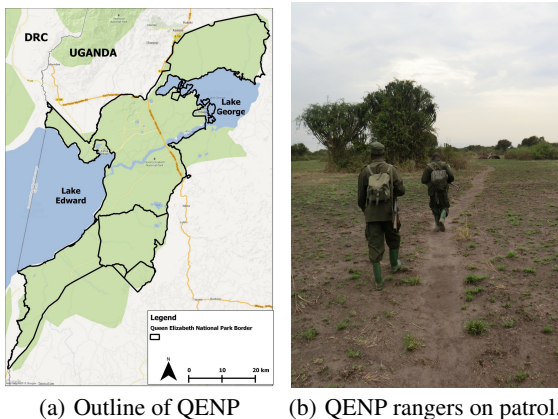 DRC
UGANDA
Lake
George
Lake
Edward
Legend
Queen Elizabeth National Park Border
N
0 10 20 km
(a) Outline of QENP
(b) QENP rangers on patrol